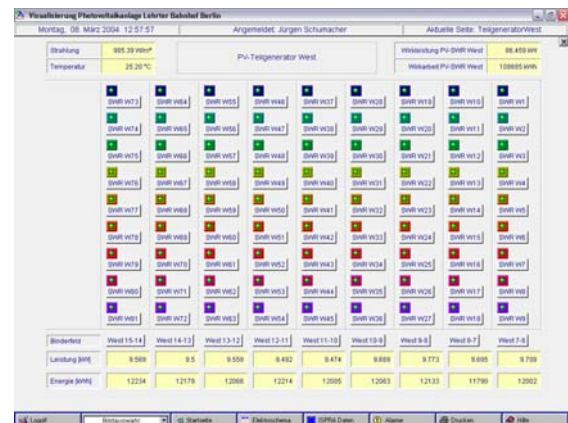 Visualisierung Photovoltaikanlage Lehrter Bahnhof Berlin
Montag, 08. März 2004 12:57:57 Angemeldet: Jürgen Schumacher Aktuelle Seite: TeilgeneratorWest
Strahlung 985.39 W/m² PV-Teilgenerator West Wirkleistung PV-SWR West 86.459 kW
Temperatur 25.20 °C Wirkarbeit PV-SWR West 108685 kWh
SWR W73 SWR W64 SWR W55 SWR W46 SWR W37 SWR W28 SWR W19 SWR W10 SWR W1
SWR W74 SWR W65 SWR W56 SWR W47 SWR W38 SWR W29 SWR W20 SWR W11 SWR W2
SWR W75 SWR W66 SWR W57 SWR W48 SWR W39 SWR W30 SWR W21 SWR W12 SWR W3
SWR W76 SWR W67 SWR W58 SWR W49 SWR W40 SWR W31 SWR W22 SWR W13 SWR W4
SWR W77 SWR W68 SWR W59 SWR W50 SWR W41 SWR W32 SWR W23 SWR W14 SWR W5
SWR W78 SWR W69 SWR W60 SWR W51 SWR W42 SWR W33 SWR W24 SWR W15 SWR W6
SWR W79 SWR W70 SWR W61 SWR W52 SWR W43 SWR W34 SWR W25 SWR W16 SWR W7
SWR W80 SWR W71 SWR W62 SWR W53 SWR W44 SWR W35 SWR W26 SWR W17 SWR W8
SWR W81 SWR W72 SWR W63 SWR W54 SWR W45 SWR W36 SWR W27 SWR W18 SWR W9
Binderfeld West 15-14 West 14-13 West 13-12 West 12-11 West 11-10 West 10-9 West 9-8 West 8-7 West 7-6
Leistung [kW] 9.569 9.5 9.558 9.492 9.474 9.689 9.773 9.695 9.709
Energie [kWh] 12234 12179 12066 12214 12005 12063 12133 11790 12002
Logoff Bildauswahl Startseite Elektroschema ISPRA Daten Alarme Drucken Hilfe